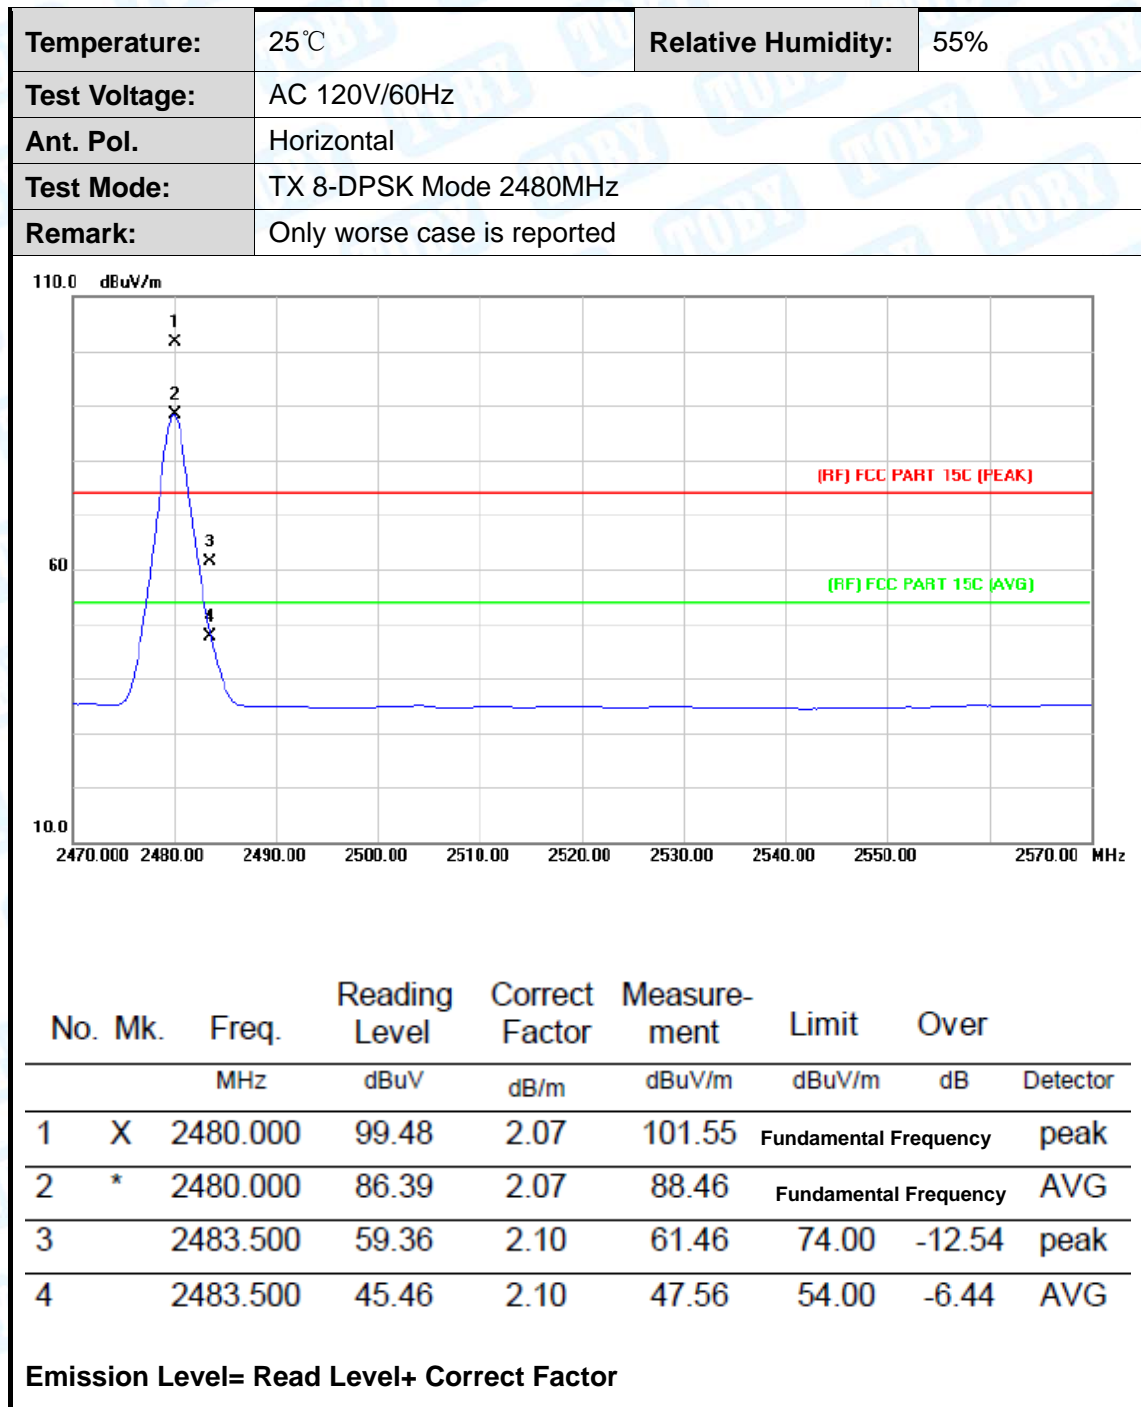 Temperature: 25℃ Relative Humidity: 55%
Test Voltage: AC 120V/60Hz
Ant. Pol. Horizontal
Test Mode: TX 8-DPSK Mode 2480MHz
Remark: Only worse case is reported
110.0 dBuV/m
1
2
(RF) FCC PART 15C (PEAK)
3
60
(RF) FCC PART 15C (AVG)
4
10.0
2470.000 2480.00 2490.00 2500.00 2510.00 2520.00 2530.00 2540.00 2550.00 2570.00 MHz
No. Mk. Freq. Reading Level Correct Factor Measure-ment Limit Over
MHz dBuV dB/m dBuV/m dBuV/m dB Detector
1 X 2480.000 99.48 2.07 101.55 Fundamental Frequency peak
2 * 2480.000 86.39 2.07 88.46 Fundamental Frequency AVG
3 2483.500 59.36 2.10 61.46 74.00 -12.54 peak
4 2483.500 45.46 2.10 47.56 54.00 -6.44 AVG
Emission Level= Read Level+ Correct Factor